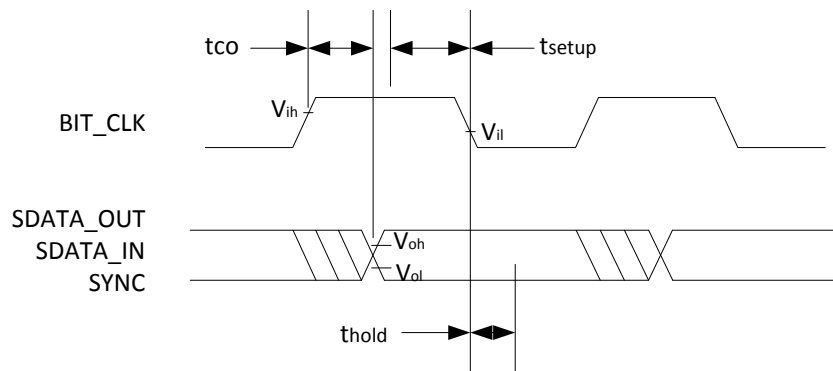 tco
tsetup
Vih
BIT_CLK
Vil
SDATA_OUT
SDATA_IN
Voh
SYNC
Vol
thold